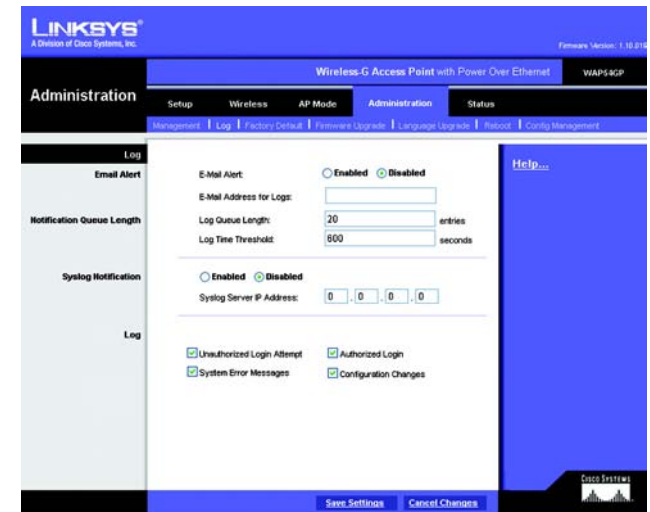 LINKSYS®
A Division of Cisco Systems, Inc.
Firmware Version: 1.10.019
Wireless-G Access Point with Power Over Ethernet WAP54GP
Administration
Setup Wireless AP Mode Administration Status
Management Log Factory Default Firmware Upgrade Language Upgrade Reboot Config Management
Log
Email Alert E-Mail Alert: Enabled Disabled Help...
E-Mail Address for Logs:
Notification Queue Length Log Queue Length: 20 entries
Log Time Threshold: 600 seconds
Syslog Notification Enabled Disabled
Syslog Server IP Address: 0 . 0 . 0 . 0
Log
Unauthorized Login Attempt Authorized Login
System Error Messages Configuration Changes
CISCO SYSTEMS
Save Settings Cancel Changes